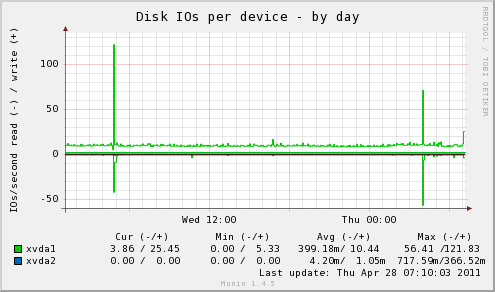 Disk IOs per device - by day
RRDTOOL / TOBI OETIKER
IOs/second read (-) / write (+)
100
50
0
-50
Wed 12:00 Thu 00:00
Cur (-/+) Min (-/+) Avg (-/+) Max (-/+)
xvda1 3.86 / 25.45 0.00 / 5.33 399.18m/ 10.44 56.41 /121.83
xvda2 0.00 / 0.00 0.00 / 0.00 4.20m/ 1.05m 717.59m/366.52m
Last update: Thu Apr 28 07:10:03 2011
Munin 1.4.5